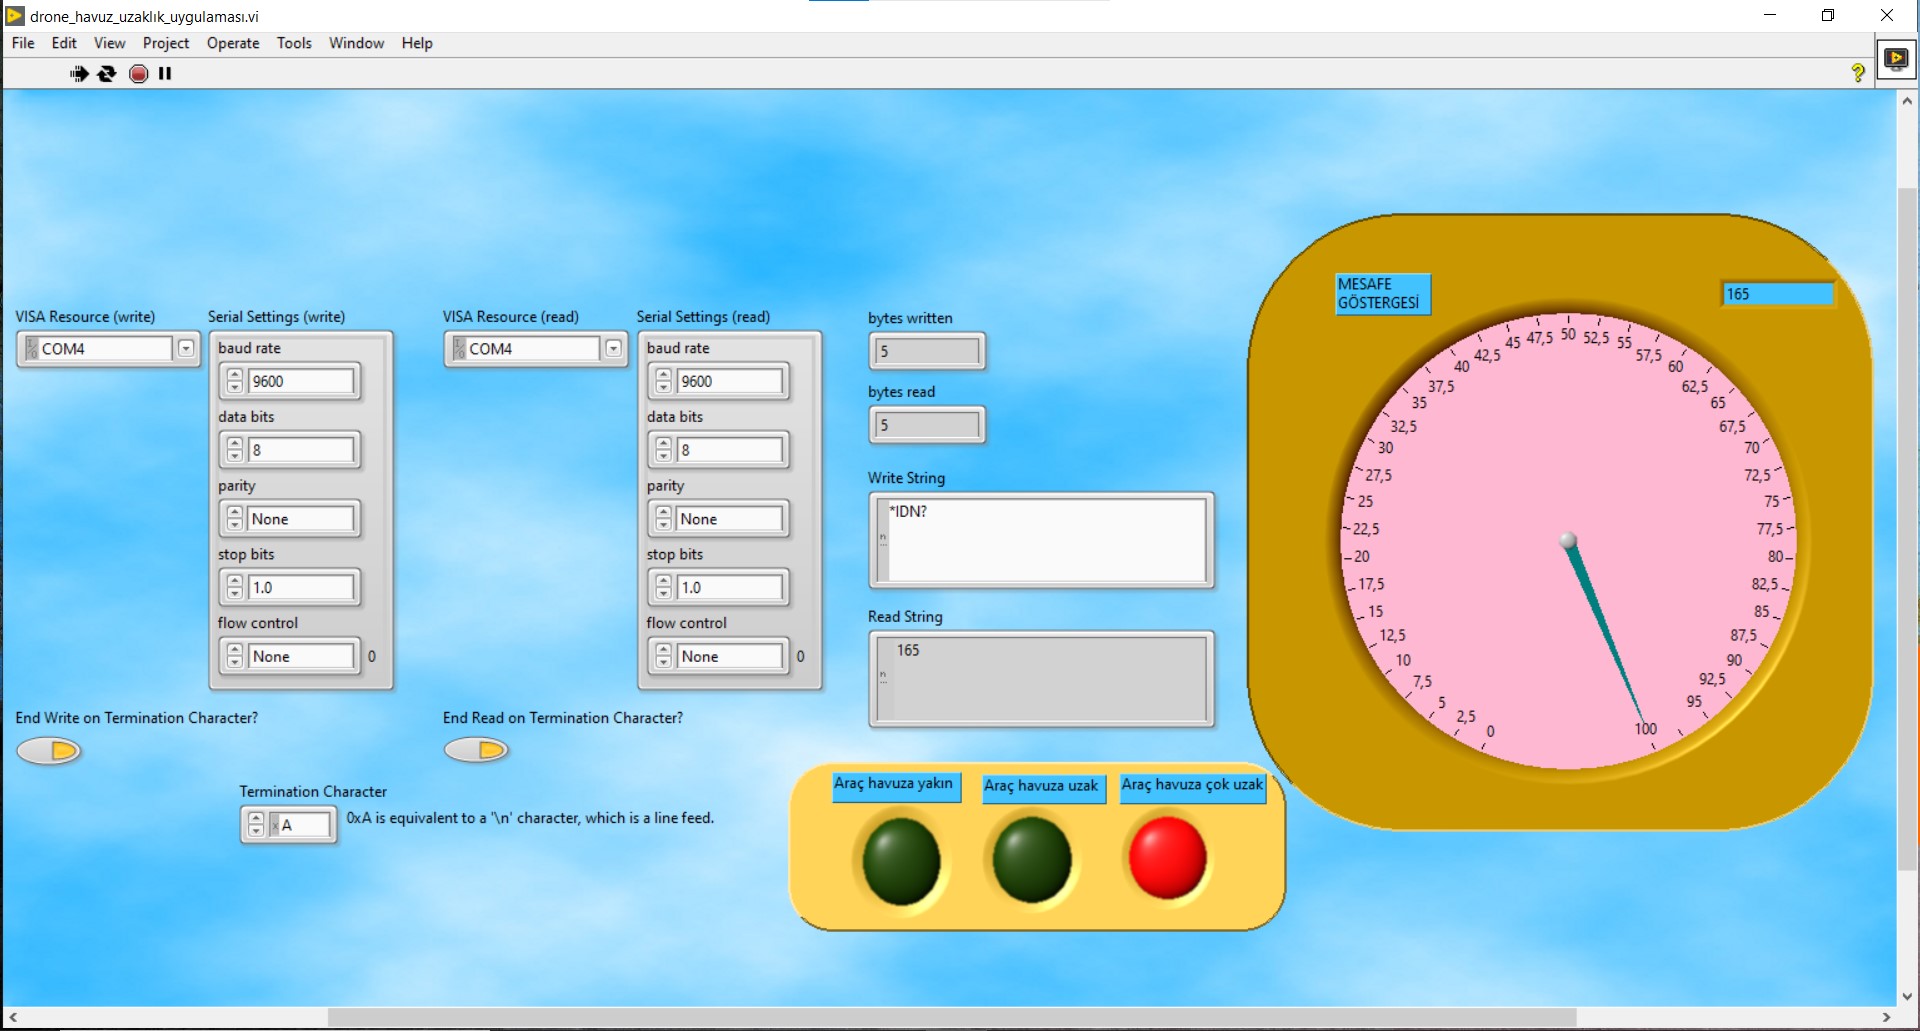 drone_havuz_uzaklık_uygulaması.vi
File Edit View Project Operate Tools Window Help
?
VISA Resource (write)
COM4
Serial Settings (write)
baud rate
9600
data bits
8
parity
None
stop bits
1.0
flow control
None 0
End Write on Termination Character?
VISA Resource (read)
COM4
Serial Settings (read)
baud rate
9600
data bits
8
parity
None
stop bits
1.0
flow control
None 0
End Read on Termination Character?
Termination Character
x A
0xA is equivalent to a '\n' character, which is a line feed.
bytes written
5
bytes read
5
Write String
*IDN?
Read String
165
Araç havuza yakın
Araç havuza uzak
Araç havuza çok uzak
MESAFE
GÖSTERGESİ
165
0
2,5
5
7,5
10
12,5
15
17,5
20
22,5
25
27,5
30
32,5
35
37,5
40
42,5
45
47,5
50
52,5
55
57,5
60
62,5
65
67,5
70
72,5
75
77,5
80
82,5
85
87,5
90
92,5
95
100